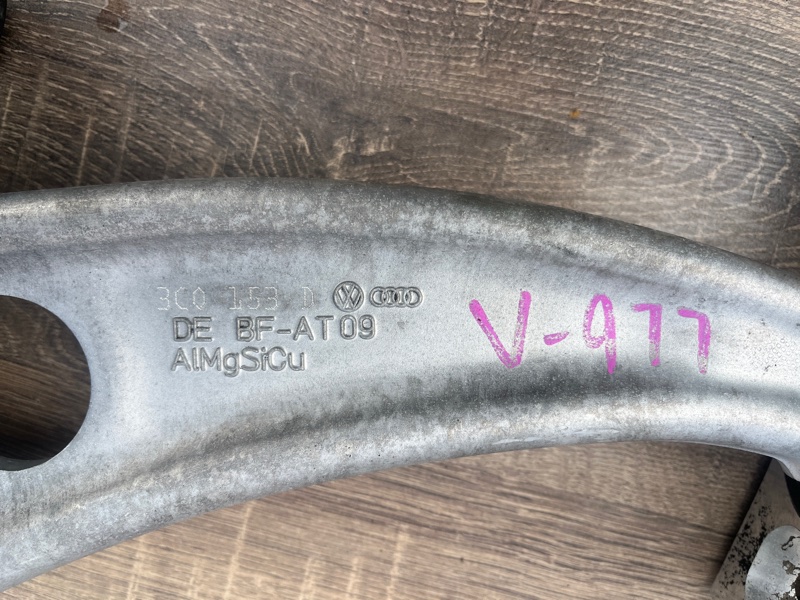 3C0 153 D
DE BF-AT09
AlMgSiCu
V-977